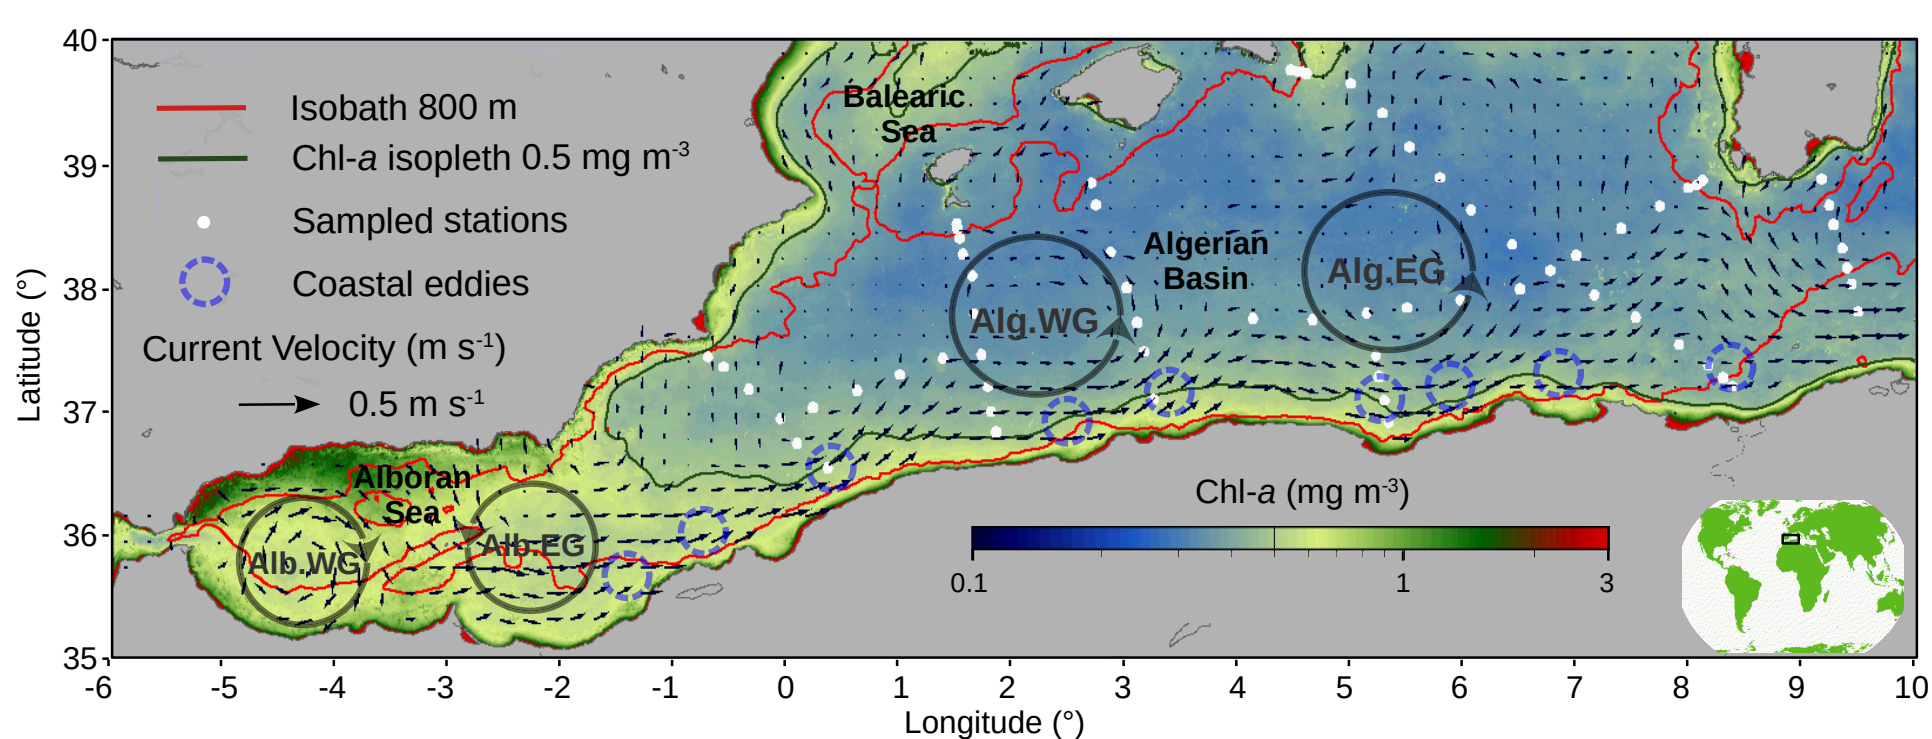 40
39
38
37
36
35
Latitude (°)
Isobath 800 m
Chl-a isopleth 0.5 mg m-3
Sampled stations
Coastal eddies
Current Velocity (m s-1)
0.5 m s-1
Balearic
Sea
Algerian
Basin
Alg.WG
Alg.EG
Alboran
Sea
Alb.WG
Alb.EG
Chl-a (mg m-3)
0.1 1 3
-6 -5 -4 -3 -2 -1 0 1 2 3 4 5 6 7 8 9 10
Longitude (°)